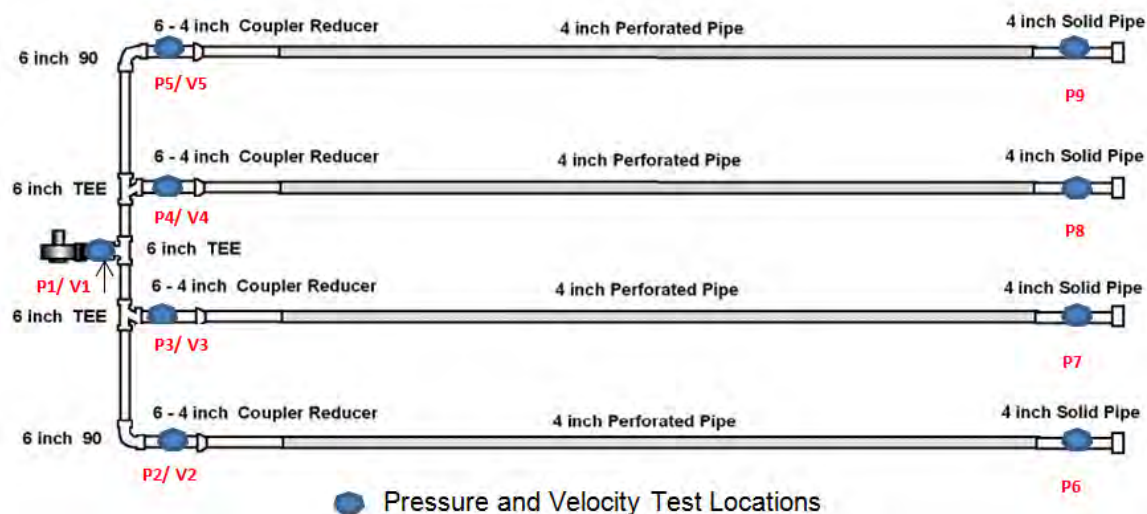 6 - 4 inch Coupler Reducer
4 inch Perforated Pipe
4 inch Solid Pipe
6 inch 90
P5/ V5
P9
6 - 4 inch Coupler Reducer
4 inch Perforated Pipe
4 inch Solid Pipe
6 inch TEE
P4/ V4
P8
6 inch TEE
P1/ V1
6 - 4 inch Coupler Reducer
4 inch Perforated Pipe
4 inch Solid Pipe
6 inch TEE
P3/ V3
P7
6 - 4 inch Coupler Reducer
4 inch Perforated Pipe
4 inch Solid Pipe
6 inch 90
P2/ V2
P6
Pressure and Velocity Test Locations